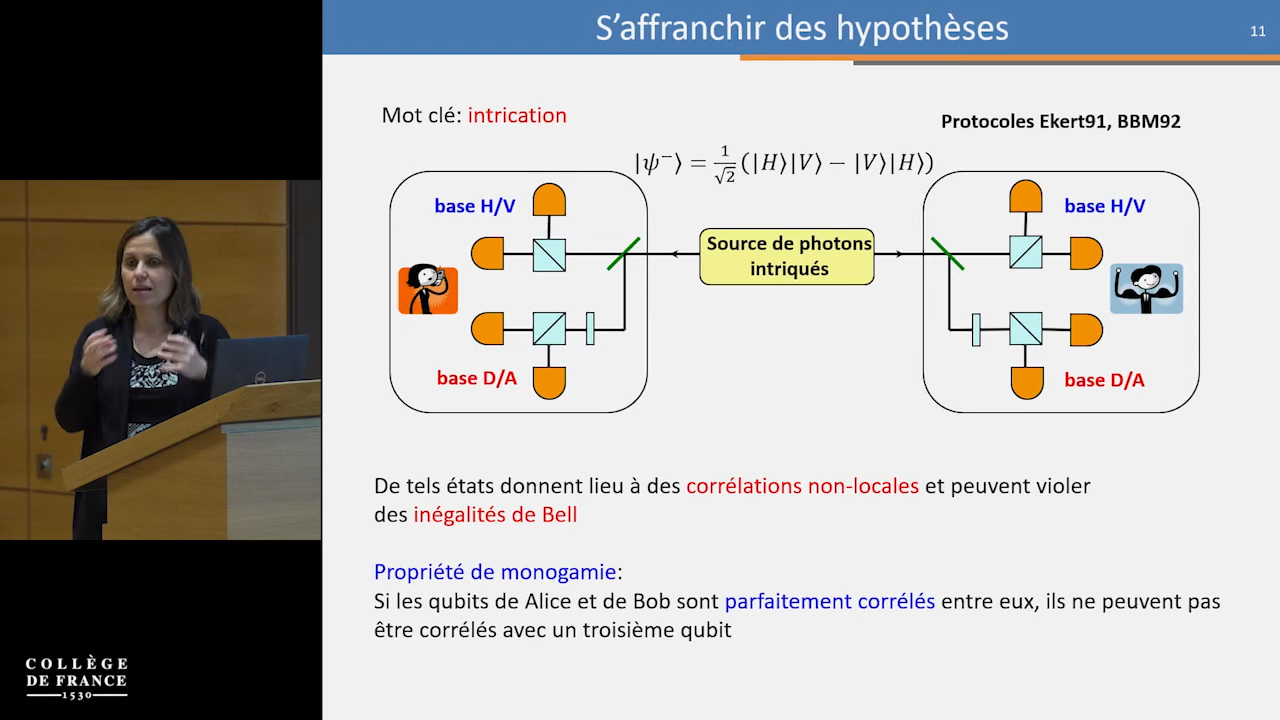 S'affranchir des hypothèses
11
Mot clé: intrication
Protocoles Ekert91, BBM92
|ψ⁻⟩ = 1/√2 (|H⟩|V⟩ − |V⟩|H⟩)
base H/V
base H/V
Source de photons
intriqués
base D/A
base D/A
De tels états donnent lieu à des corrélations non-locales et peuvent violer
des inégalités de Bell
Propriété de monogamie:
Si les qubits de Alice et de Bob sont parfaitement corrélés entre eux, ils ne peuvent pas
être corrélés avec un troisième qubit
COLLÈGE
DE FRANCE
1530